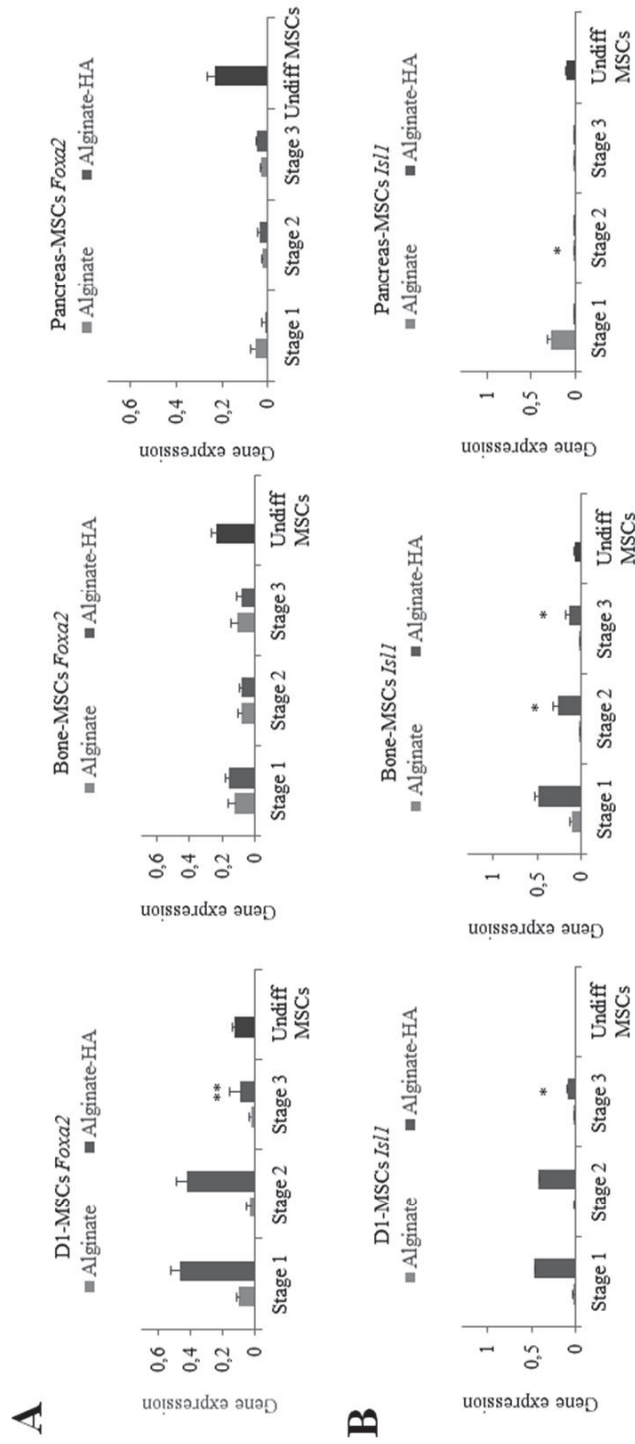 A
D1-MSCs Foxa2
Alginate Alginate-HA
Gene expression
0,6
0,4
0,2
0
**
Stage 1 Stage 2 Stage 3 Undiff
MSCs
Bone-MSCs Foxa2
Alginate Alginate-HA
Gene expression
0,6
0,4
0,2
0
Stage 1 Stage 2 Stage 3 Undiff
MSCs
Pancreas-MSCs Foxa2
Alginate Alginate-HA
Gene expression
0,6
0,4
0,2
0
Stage 1 Stage 2 Stage 3 Undiff MSCs
B
D1-MSCs Isl1
Alginate Alginate-HA
Gene expression
1
0,5
0
*
Stage 1 Stage 2 Stage 3 Undiff
MSCs
Bone-MSCs Isl1
Alginate Alginate-HA
Gene expression
1
0,5
0
*
*
Stage 1 Stage 2 Stage 3 Undiff
MSCs
Pancreas-MSCs Isl1
Alginate Alginate-HA
Gene expression
1
0,5
0
*
Stage 1 Stage 2 Stage 3 Undiff
MSCs